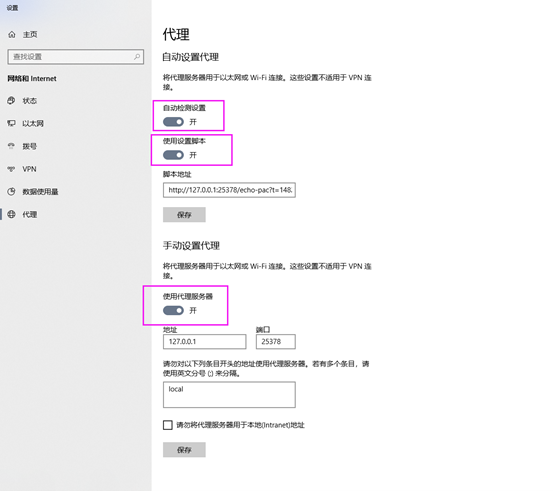 设置
主页
查找设置
网络和 Internet
状态
以太网
拨号
VPN
数据使用量
代理
代理
自动设置代理
将代理服务器用于以太网或 Wi-Fi 连接。这些设置不适用于 VPN 连
接。
自动检测设置
开
使用设置脚本
开
脚本地址
http://127.0.0.1:25378/echo-pac?t=148.
保存
手动设置代理
将代理服务器用于以太网或 Wi-Fi 连接。这些设置不适用于 VPN 连
接。
使用代理服务器
开
地址 端口
127.0.0.1 25378
请勿对以下列条目开头的地址使用代理服务器。若有多个条目，请
使用英文分号 (;) 来分隔。
local
请勿将代理服务器用于本地(Intranet)地址
保存